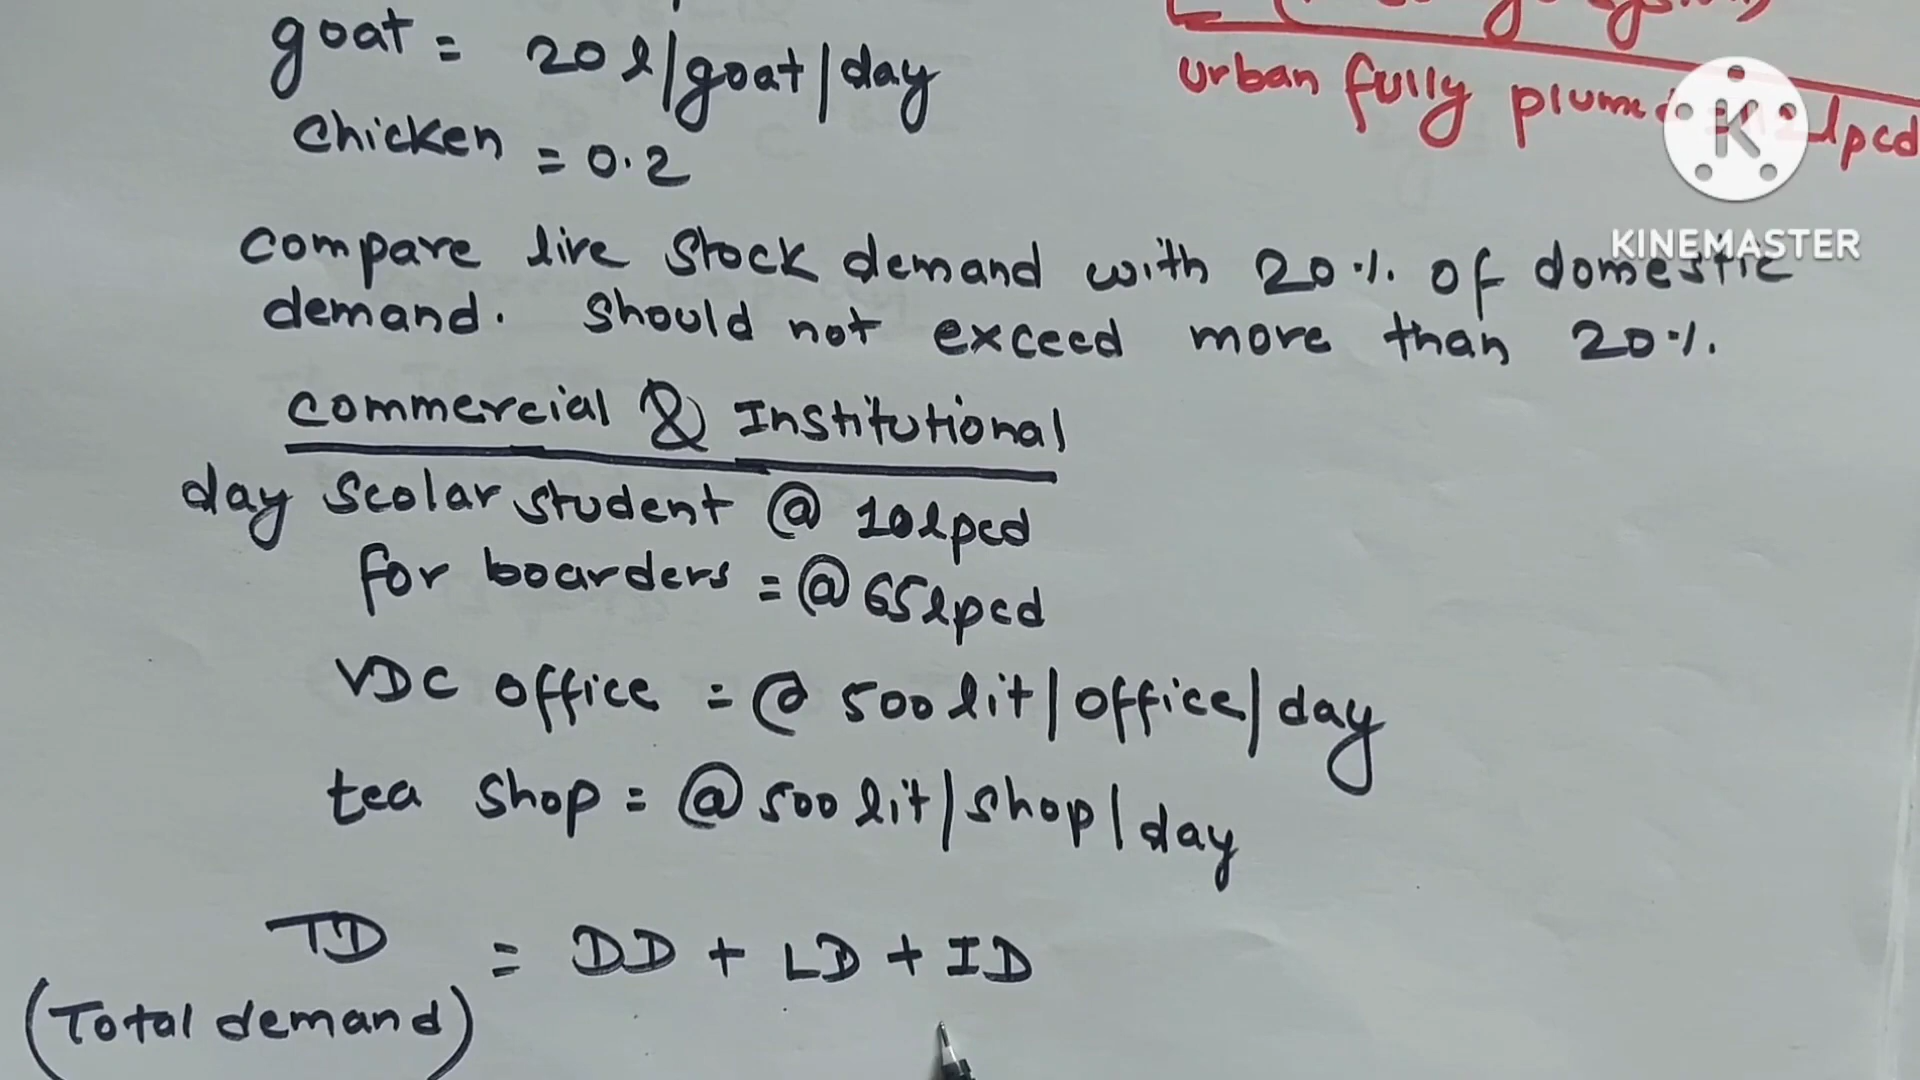 goat = 20 l/goat/day
chicken = 0.2
urban fully lpcd
KINEMASTER
compare live stock demand with 20 % of domestic
demand. should not exceed more than 20 %.
commercial & Institutional
day scolar student @ 10 lpcd
for boarders = @ 65 lpcd
VDC office = @ 500 lit/office/day
tea shop = @ 500 lit/shop/day
TD = DD + LD + ID
(Total demand)